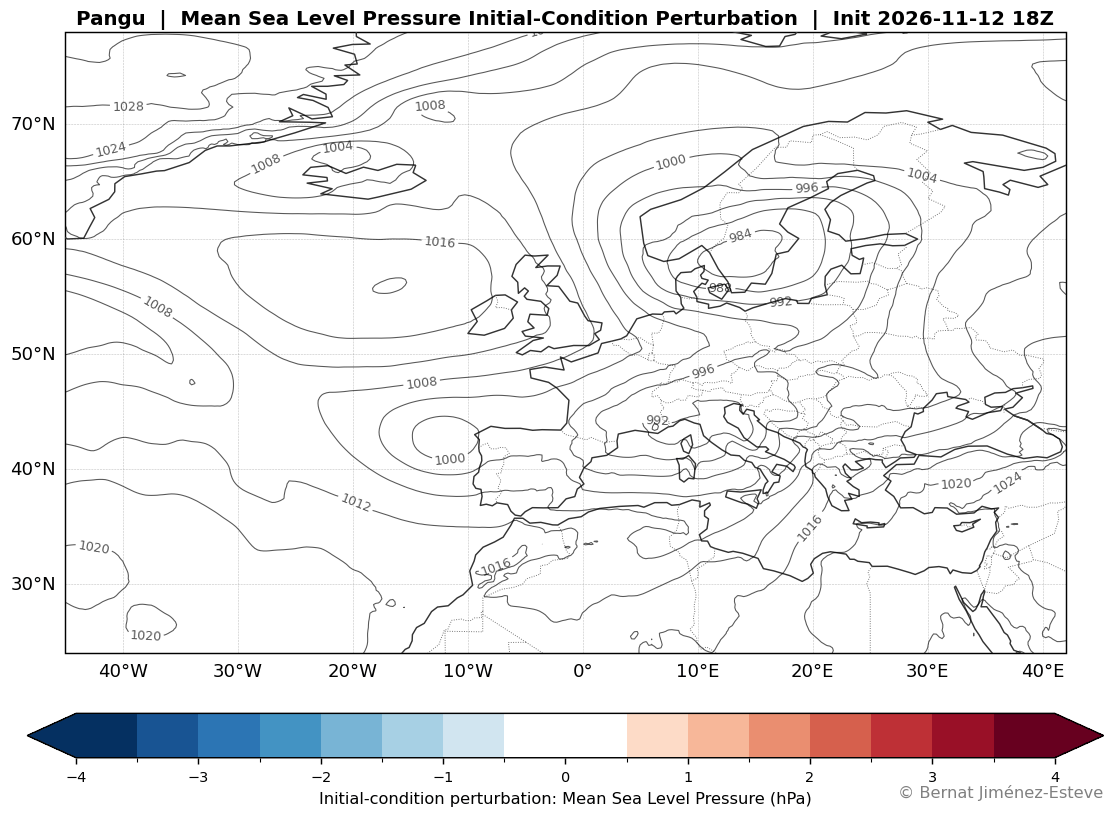 Pangu | Mean Sea Level Pressure Initial-Condition Perturbation | Init 2026-11-12 18Z
70°N
60°N
50°N
40°N
30°N
1028
1024
1008
1004
1008
1000
1004
996
984
988
992
1016
1008
1008
996
992
1000
1012
1020
1024
1016
1020
1016
1020
40°W 30°W 20°W 10°W 0° 10°E 20°E 30°E 40°E
−4 −3 −2 −1 0 1 2 3 4
Initial-condition perturbation: Mean Sea Level Pressure (hPa)
© Bernat Jiménez-Esteve